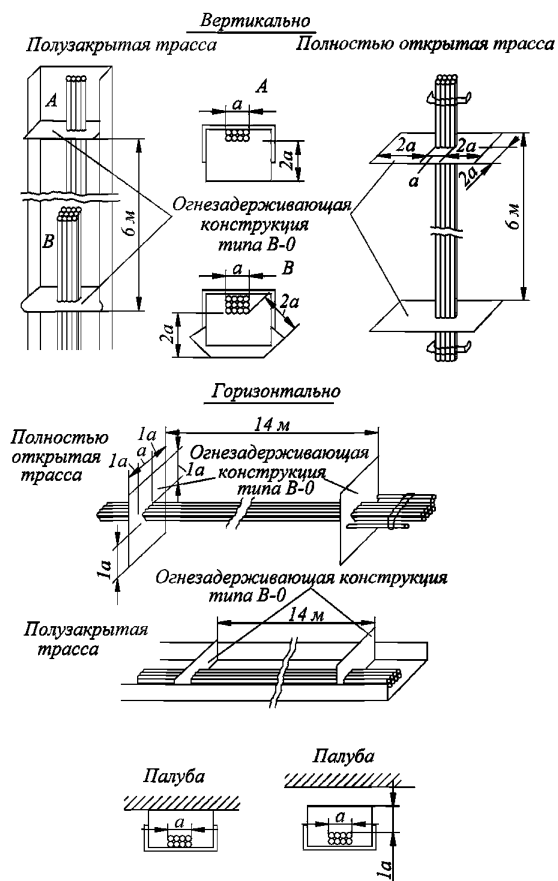 Вертикально
Полузакрытая трасса
Полностью открытая трасса
A
A
a
2a
B
6 м
Огнезадерживающая
конструкция
типа В-0
a
B
2a
2a
2a
2a
a
2a
6 м
Горизонтально
Полностью
открытая
трасса
1a
a
1a
14 м
Огнезадерживающая
конструкция
типа В-0
1a
1a
Огнезадерживающая конструкция
типа В-0
14 м
Полузакрытая
трасса
Палуба
a
Палуба
a
1a